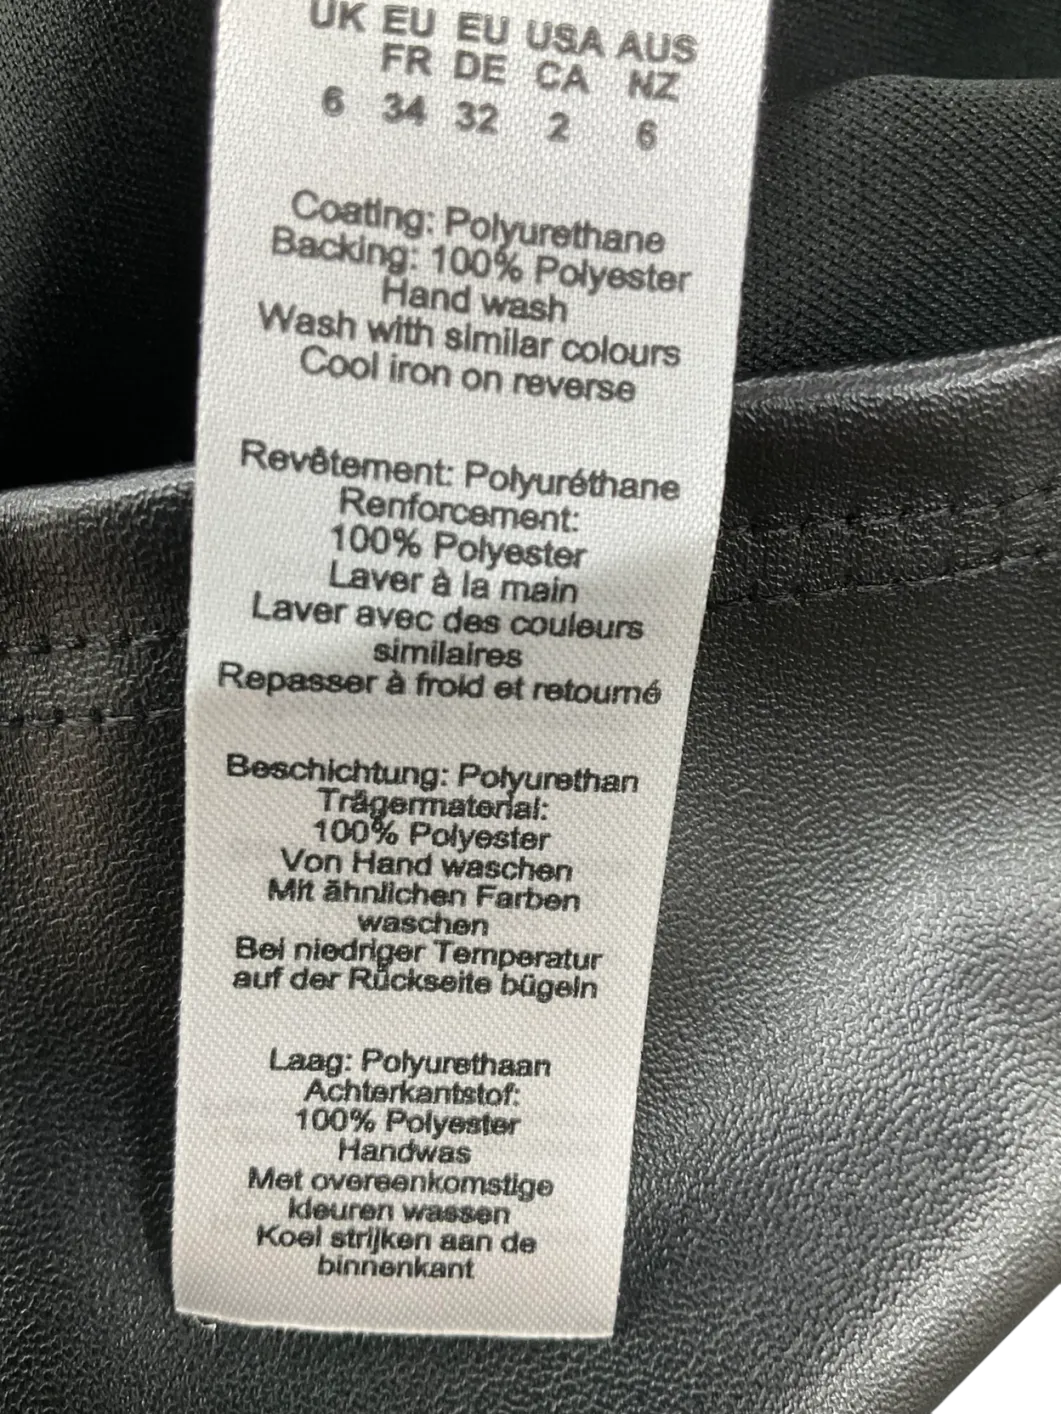 UK EU EU USA AUS
FR DE CA NZ
6 34 32 2 6
Coating: Polyurethane
Backing: 100% Polyester
Hand wash
Wash with similar colours
Cool iron on reverse
Revêtement: Polyuréthane
Renforcement:
100% Polyester
Laver à la main
Laver avec des couleurs
similaires
Repasser à froid et retourné
Beschichtung: Polyurethan
Trägermaterial:
100% Polyester
Von Hand waschen
Mit ähnlichen Farben
waschen
Bei niedriger Temperatur
auf der Rückseite bügeln
Laag: Polyurethaan
Achterkantstof:
100% Polyester
Handwas
Met overeenkomstige
kleuren wassen
Koel strijken aan de
binnenkant